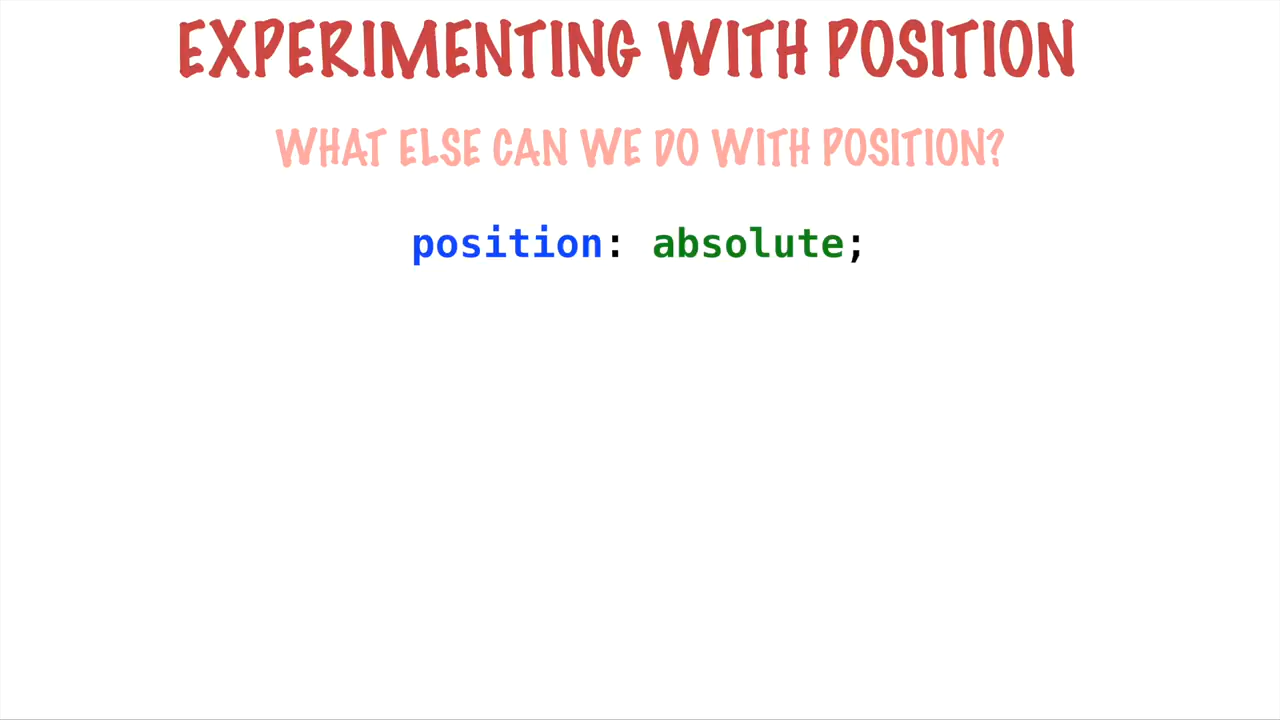 EXPERIMENTING WITH POSITION
WHAT ELSE CAN WE DO WITH POSITION?
position: absolute;